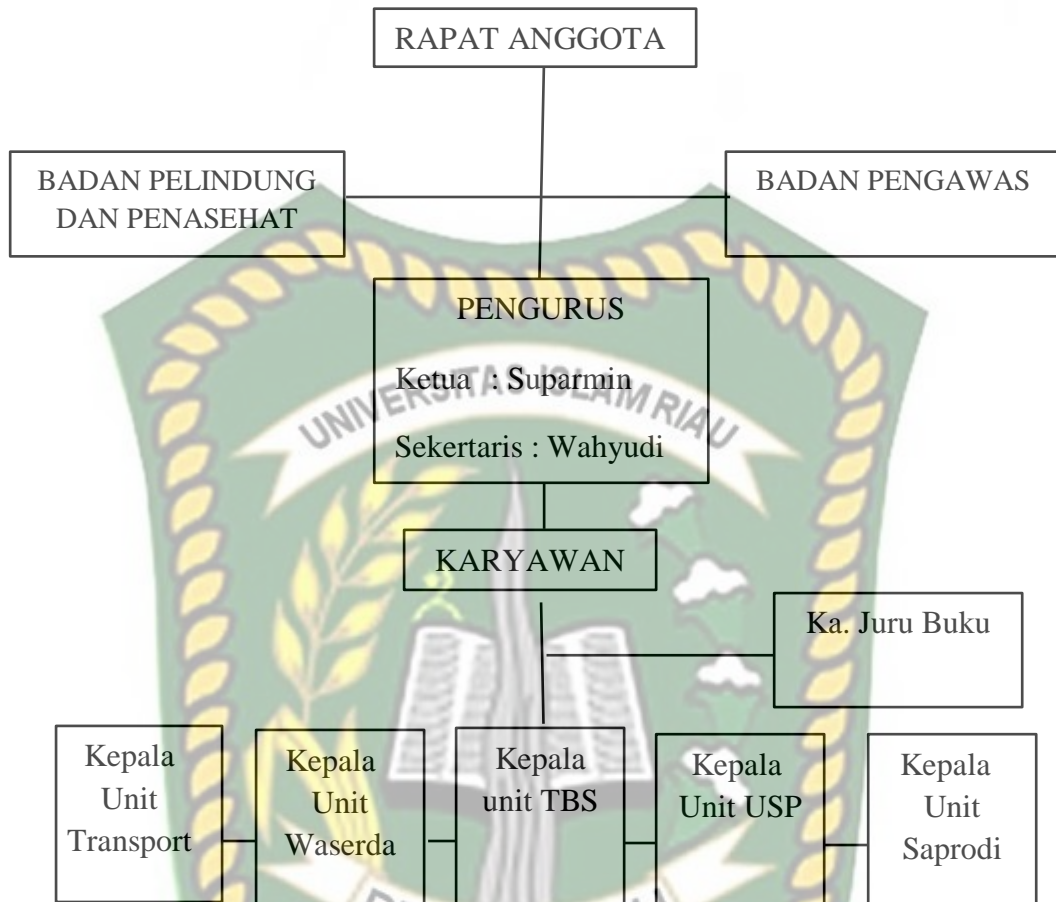 RAPAT ANGGOTA
BADAN PELINDUNG
DAN PENASEHAT
BADAN PENGAWAS
PENGURUS
Ketua : Suparmin
UNIVERSITAS ISLAM RIAU
Sekertaris : Wahyudi
KARYAWAN
Ka. Juru Buku
Kepala
Unit
Transport
Kepala
Unit
Waserda
Kepala
unit TBS
Kepala
Unit USP
Kepala
Unit
Saprodi